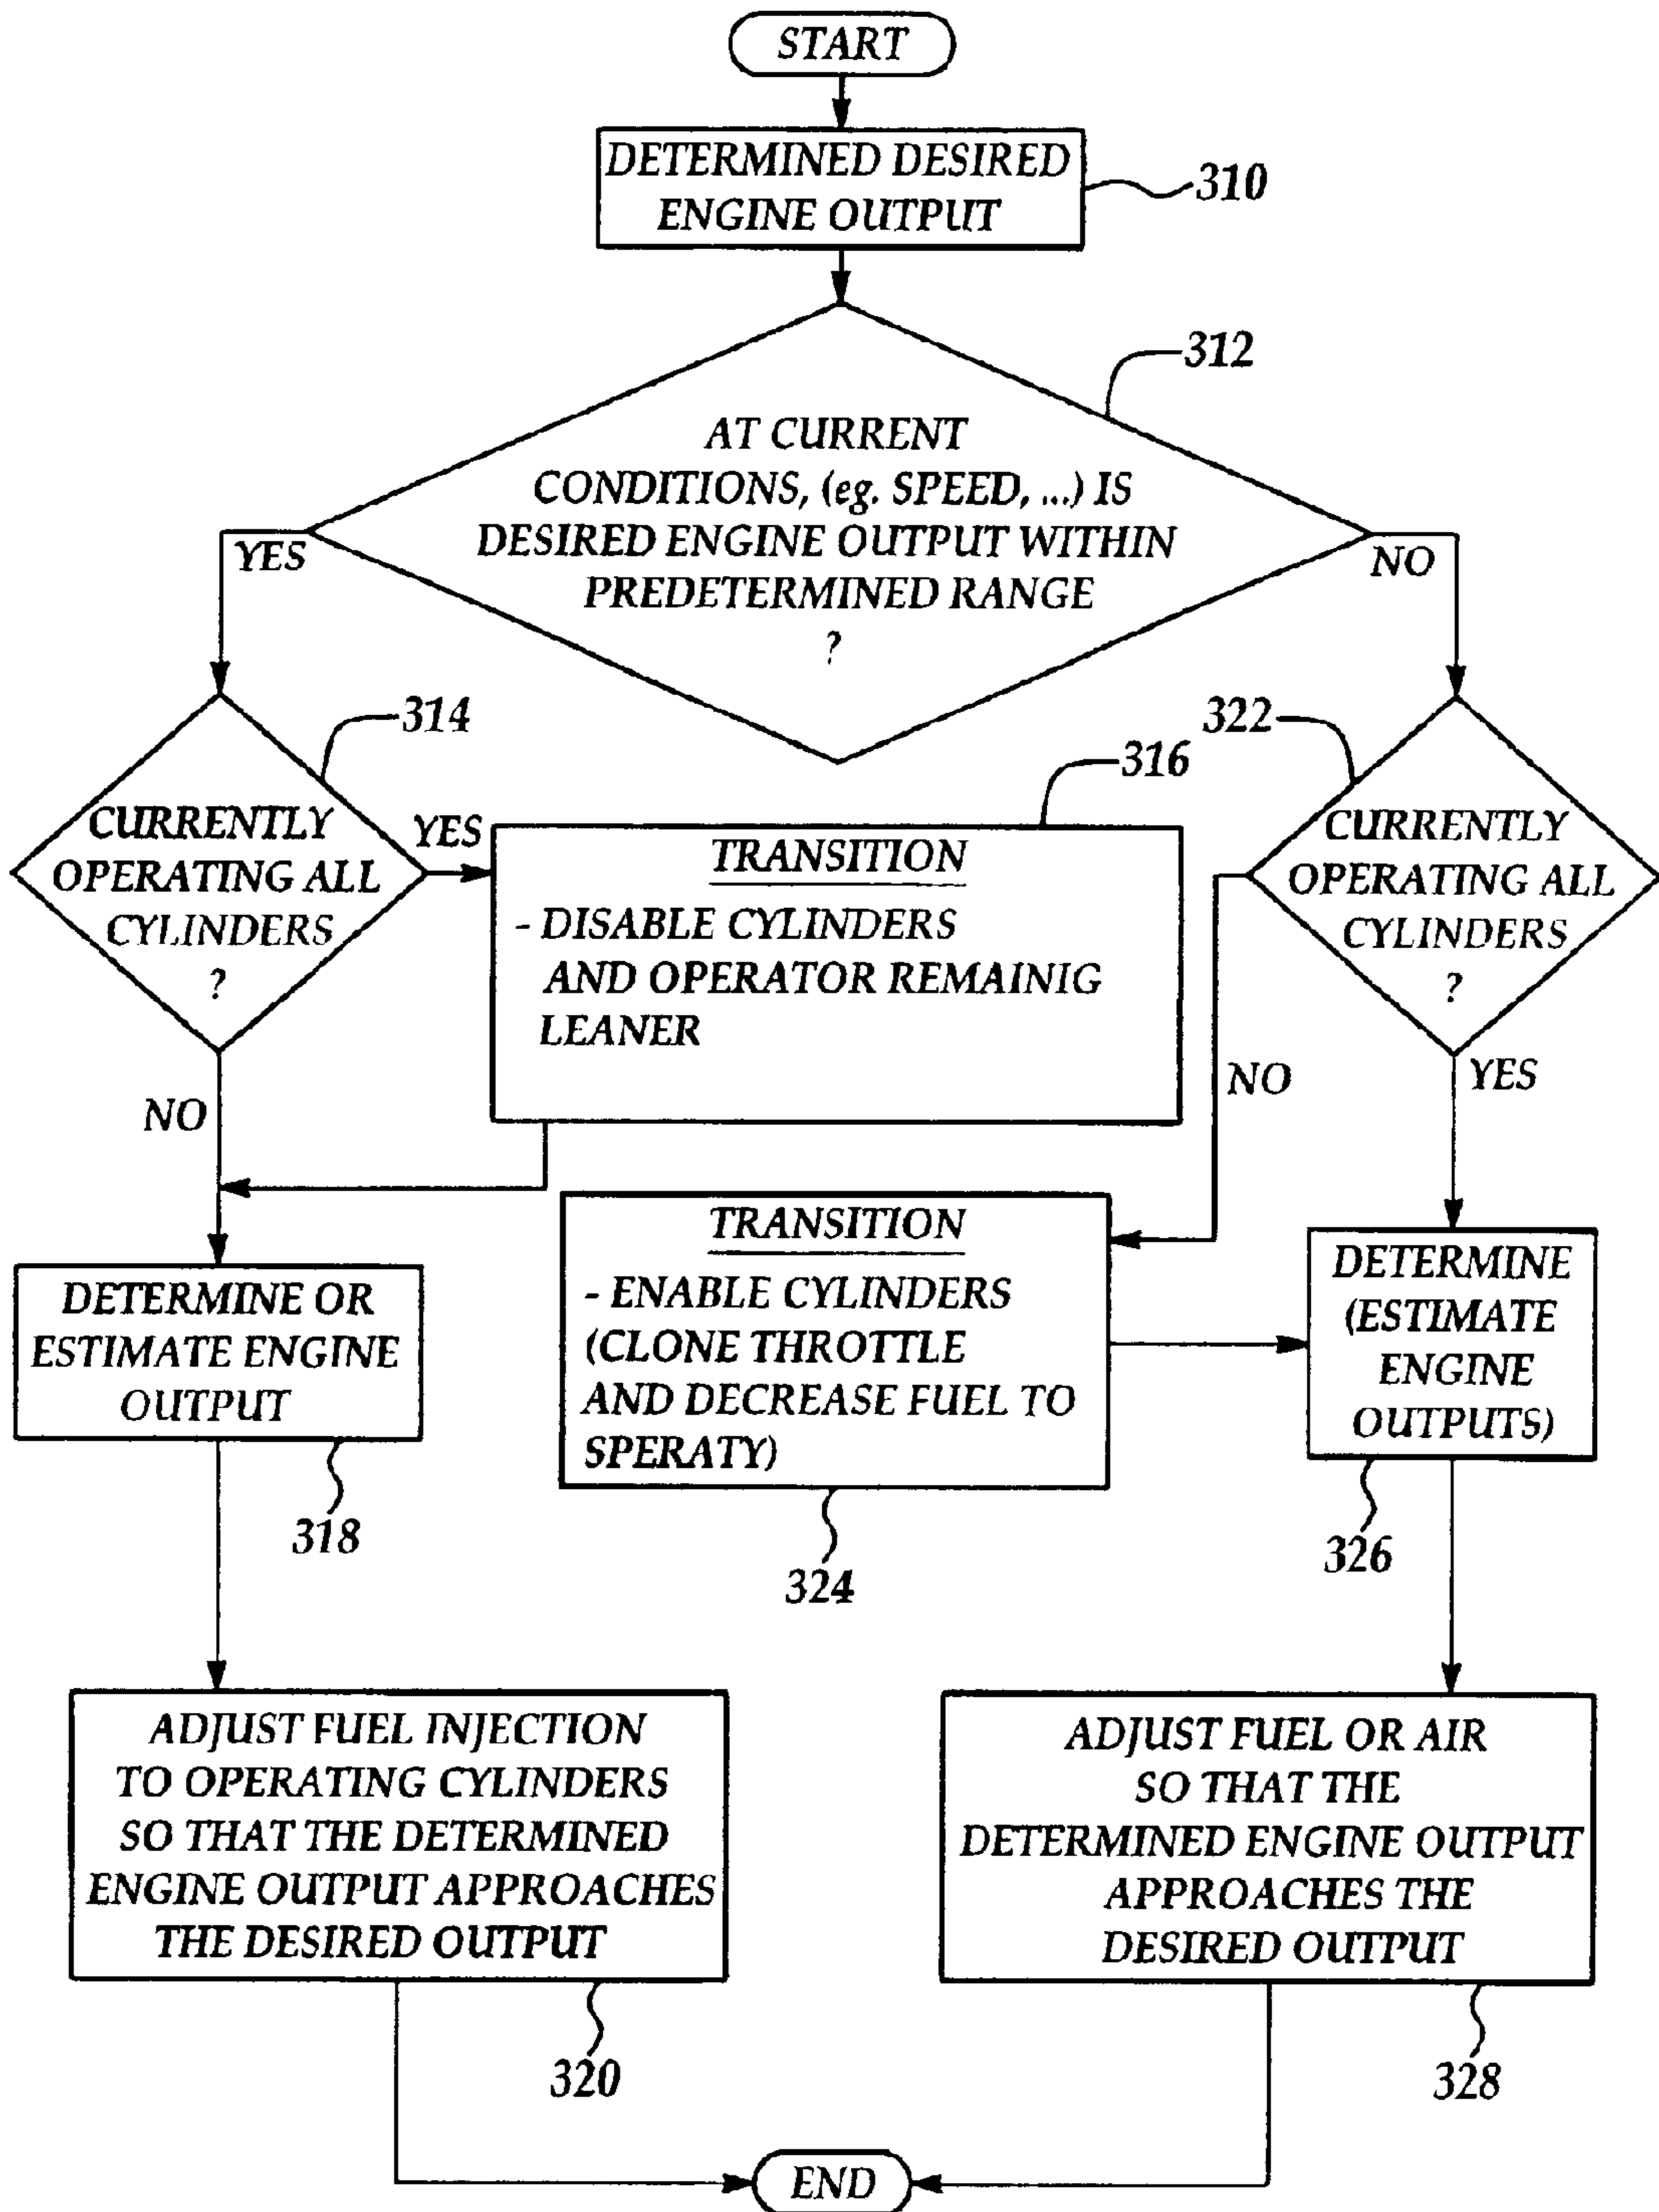 START
DETERMINED DESIRED
ENGINE OUTPUT
310
312
AT CURRENT
CONDITIONS, (eg. SPEED, ...) IS
DESIRED ENGINE OUTPUT WITHIN
PREDETERMINED RANGE
?
YES
NO
314
CURRENTLY
OPERATING ALL
CYLINDERS
?
YES
NO
316
TRANSITION
- DISABLE CYLINDERS
AND OPERATOR REMAINIG
LEANER
322
CURRENTLY
OPERATING ALL
CYLINDERS
?
NO
YES
TRANSITION
- ENABLE CYLINDERS
(CLONE THROTTLE
AND DECREASE FUEL TO
SPERATY)
324
DETERMINE OR
ESTIMATE ENGINE
OUTPUT
318
DETERMINE
(ESTIMATE
ENGINE
OUTPUTS)
326
ADJUST FUEL INJECTION
TO OPERATING CYLINDERS
SO THAT THE DETERMINED
ENGINE OUTPUT APPROACHES
THE DESIRED OUTPUT
320
ADJUST FUEL OR AIR
SO THAT THE
DETERMINED ENGINE OUTPUT
APPROACHES THE
DESIRED OUTPUT
328
END